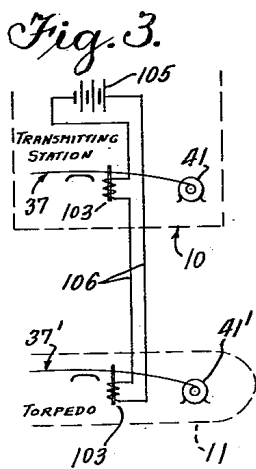 Fig. 3.
105
TRANSMITTING
STATION
41
37
103
10
106
37'
41'
TORPEDO
103
11